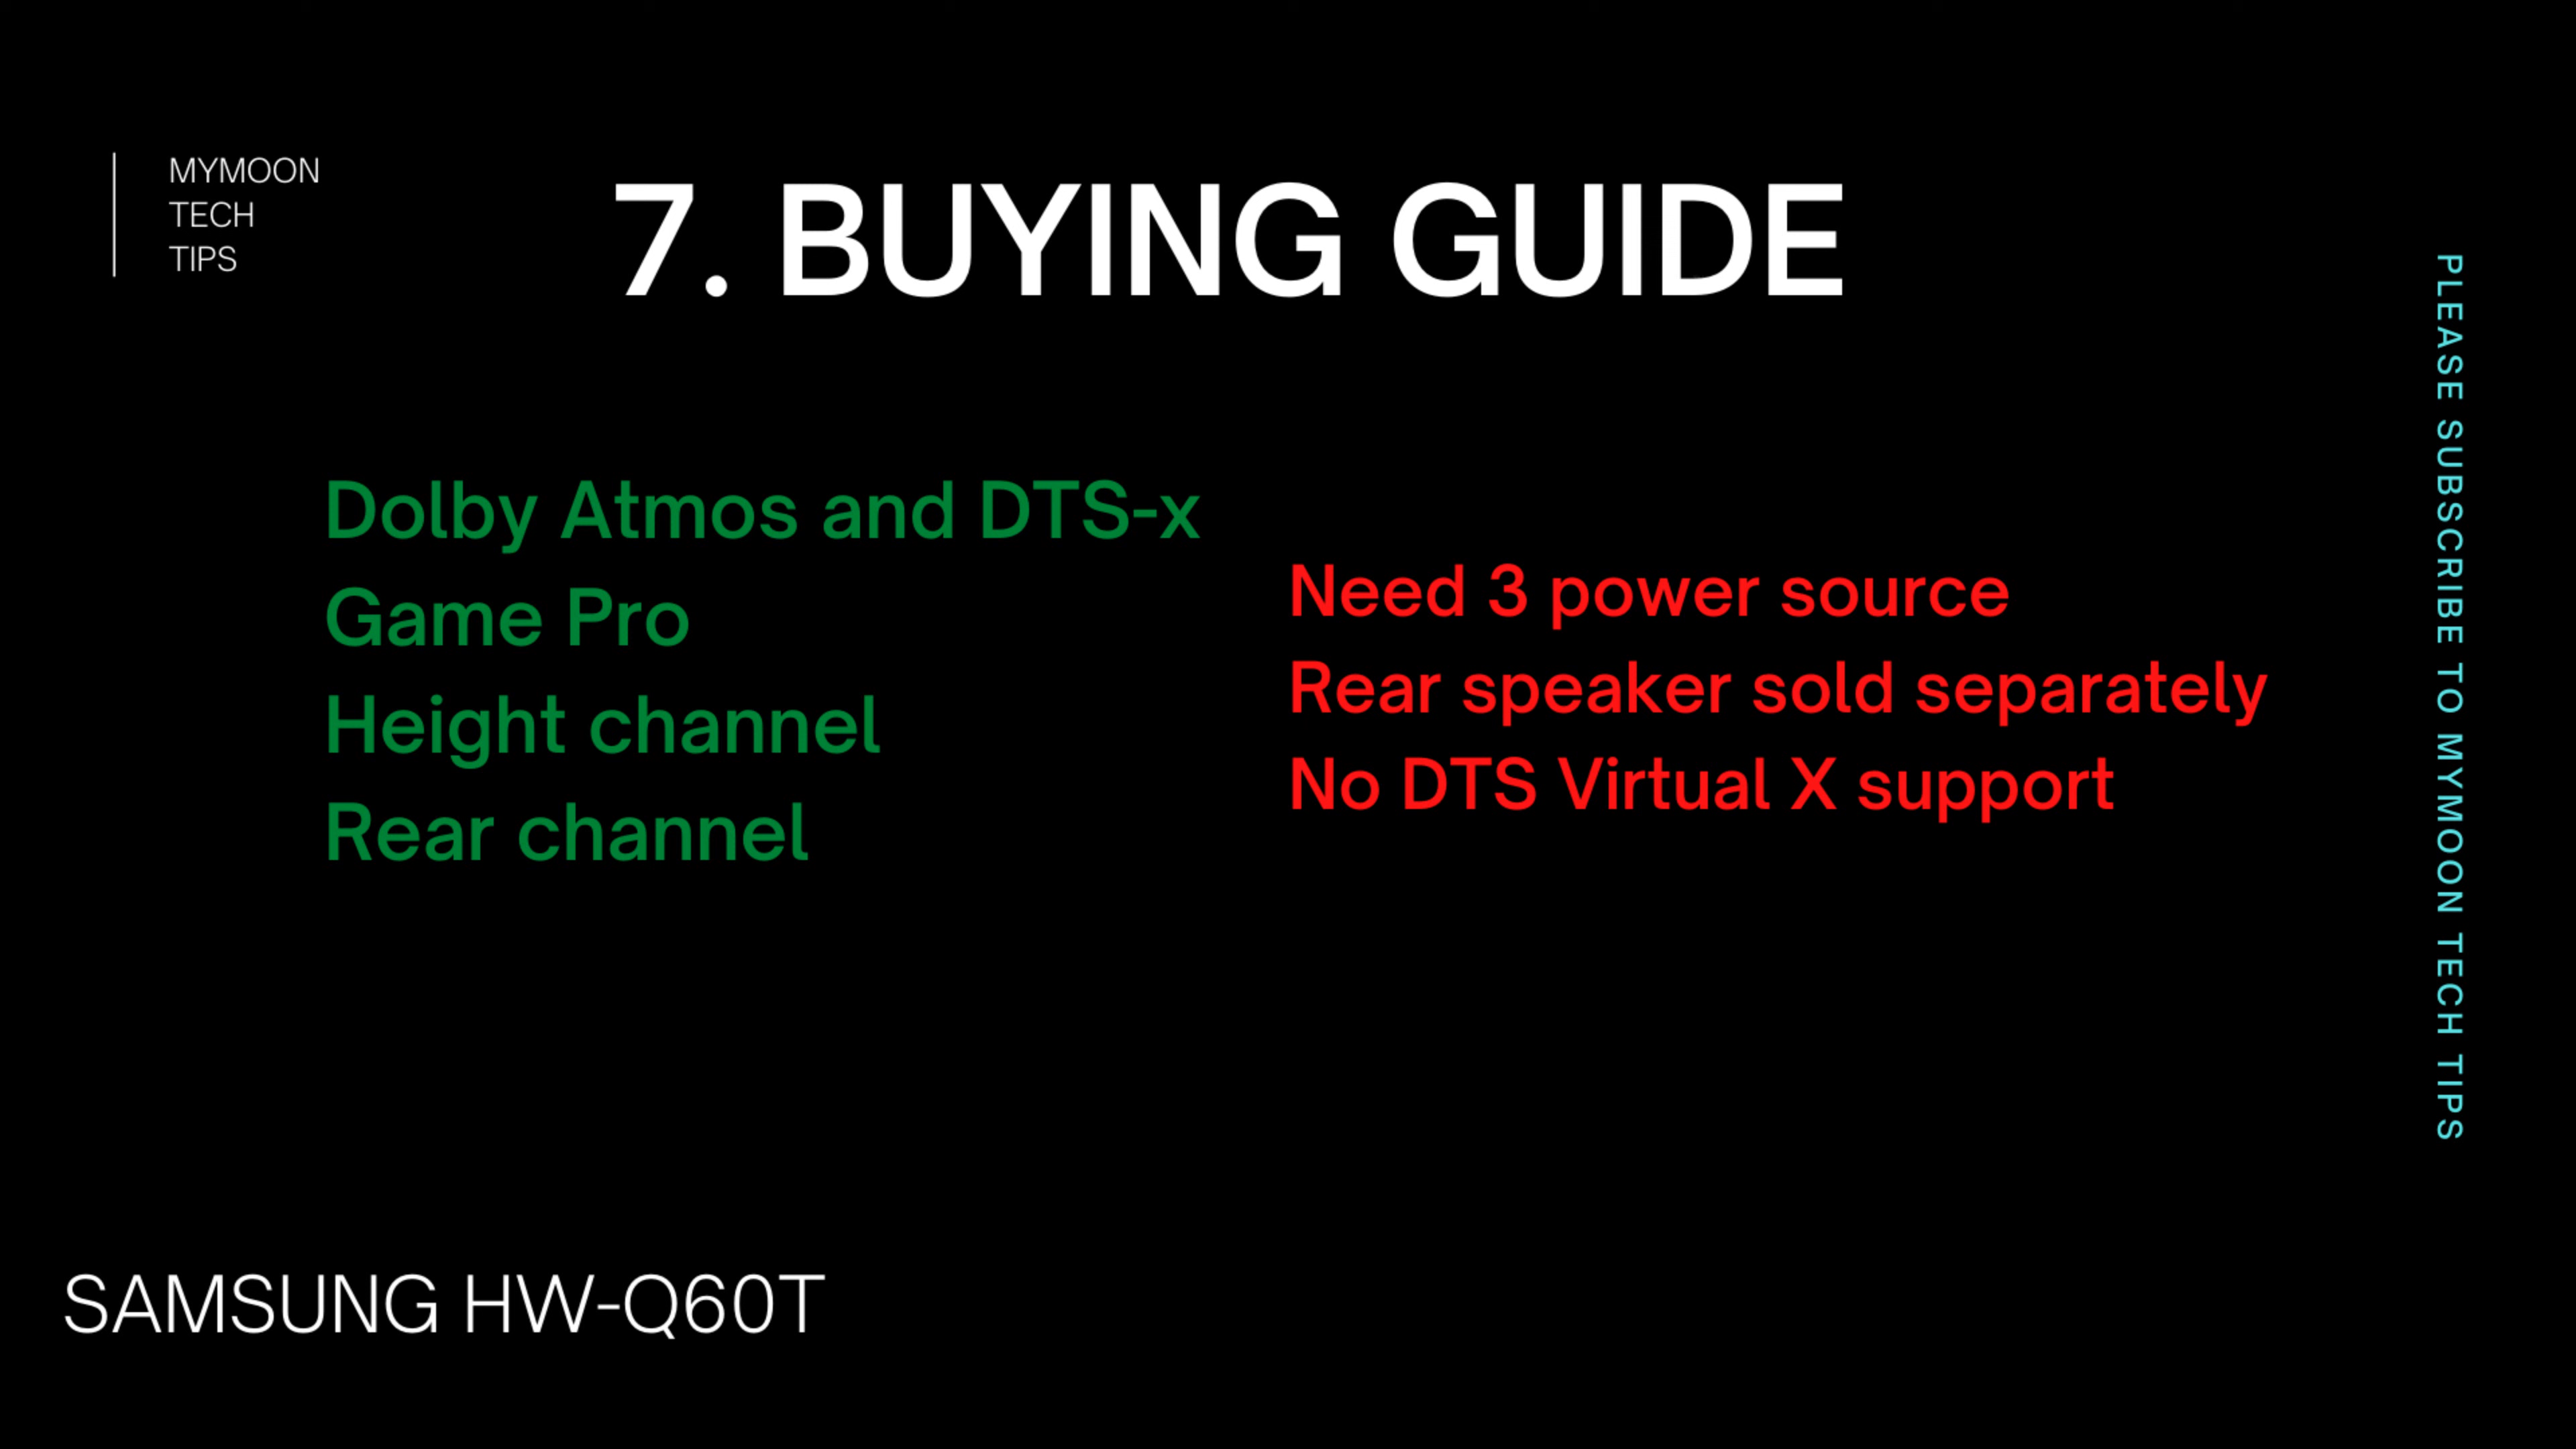 MYMOON
TECH
TIPS
7. BUYING GUIDE
Dolby Atmos and DTS-x
Game Pro
Height channel
Rear channel
Need 3 power source
Rear speaker sold separately
No DTS Virtual X support
PLEASE SUBSCRIBE TO MYMOON TECH TIPS
SAMSUNG HW-Q60T